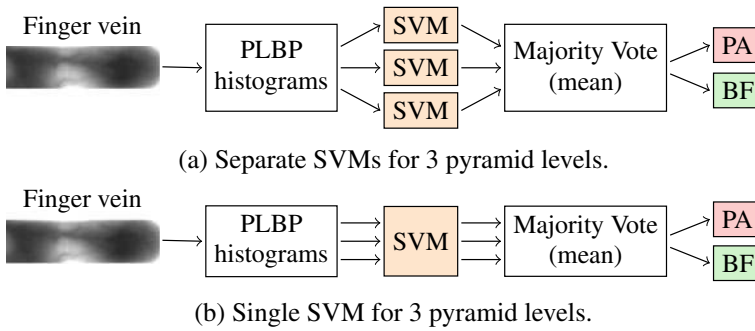 Finger vein
PLBP
histograms
SVM
SVM
SVM
Majority Vote
(mean)
PA
BF
(a) Separate SVMs for 3 pyramid levels.
Finger vein
PLBP
histograms
SVM
Majority Vote
(mean)
PA
BF
(b) Single SVM for 3 pyramid levels.